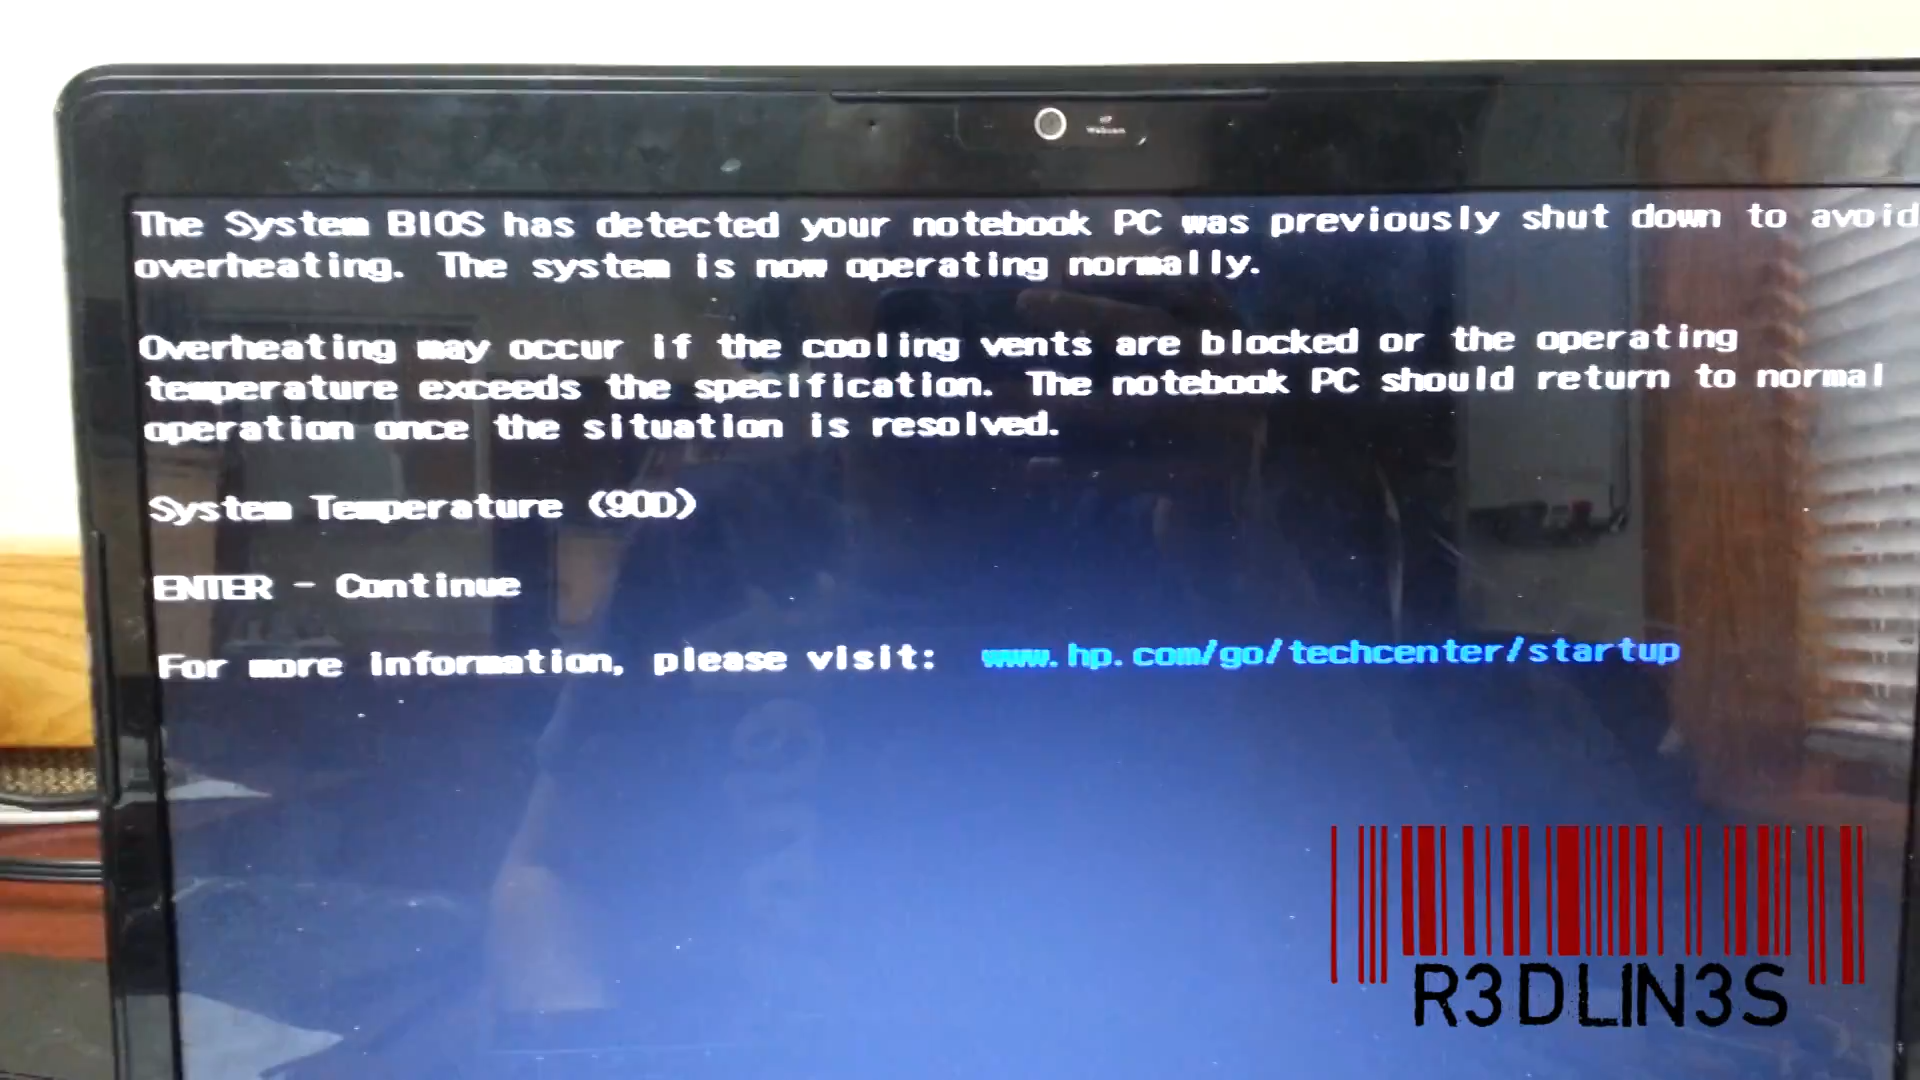 HP
Webcam
The System BIOS has detected your notebook PC was previously shut down to avoid
overheating. The system is now operating normally.
Overheating may occur if the cooling vents are blocked or the operating
temperature exceeds the specification. The notebook PC should return to normal
operation once the situation is resolved.
System Temperature (90D)
ENTER - Continue
For more information, please visit: www.hp.com/go/techcenter/startup
R3DLIN3S